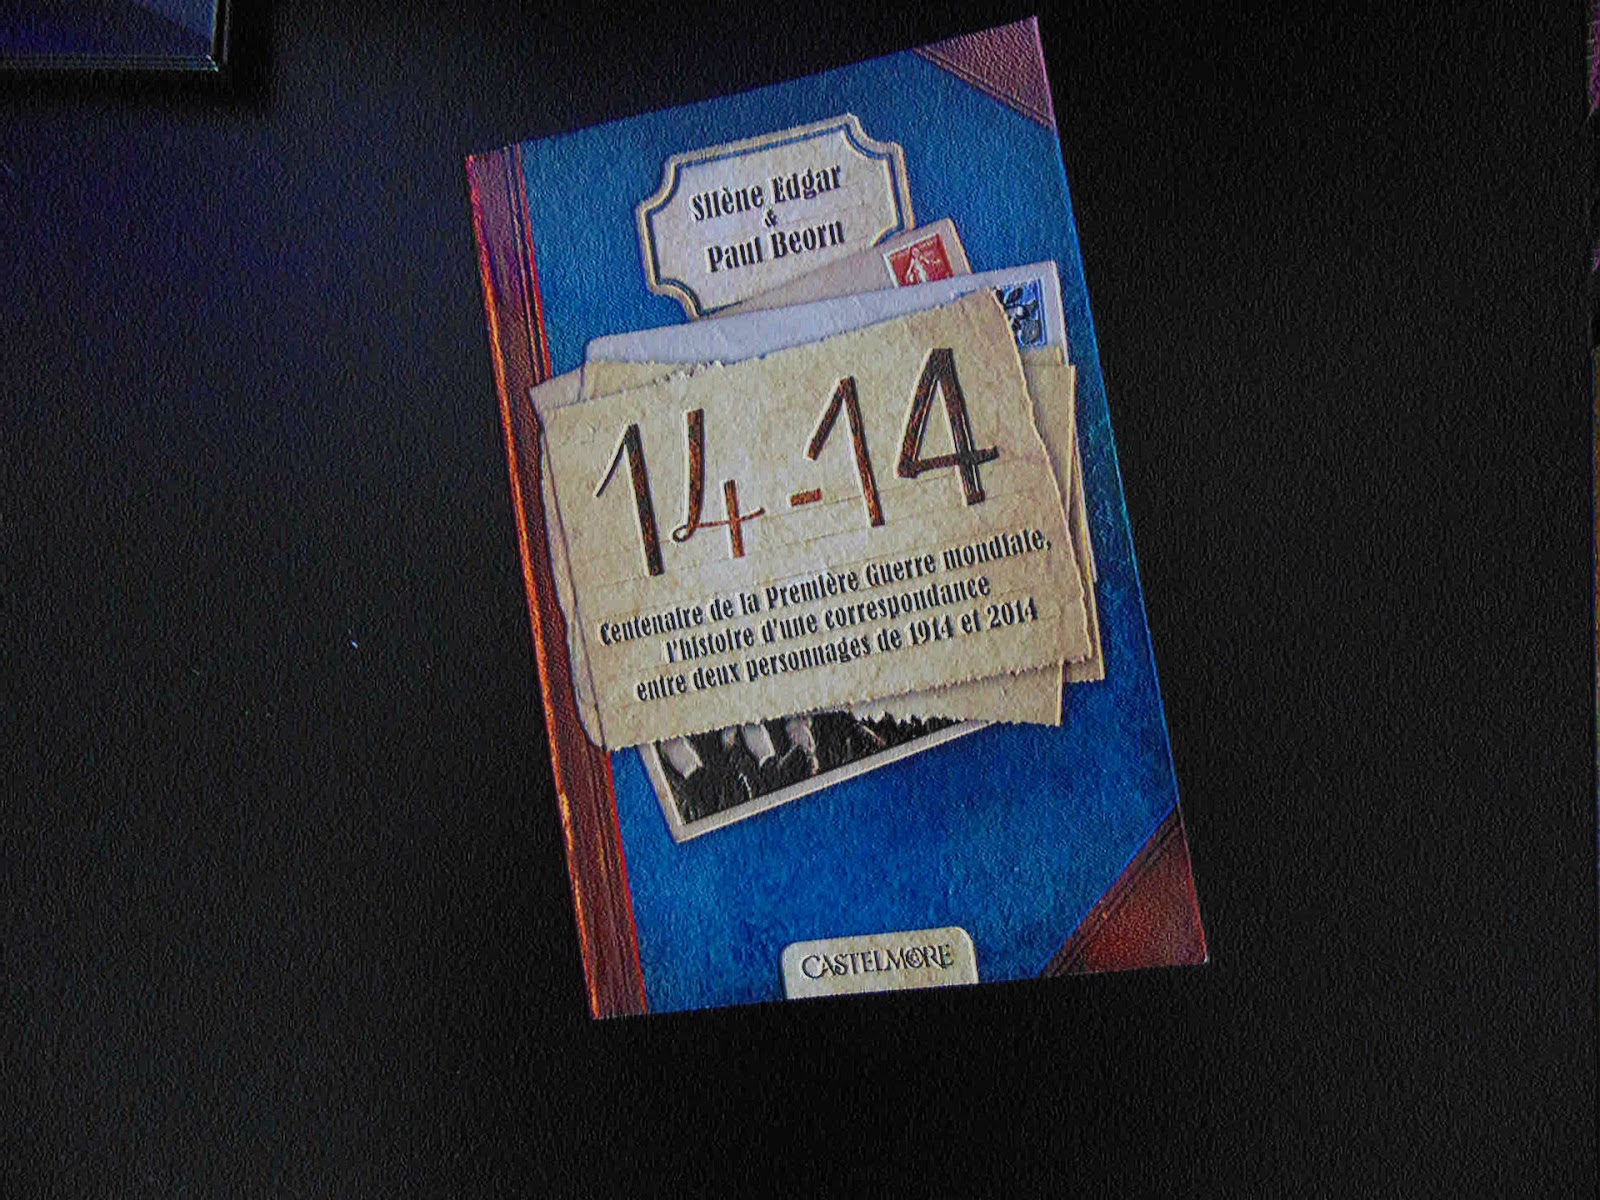 Silène Edgar
&
Paul Beorn
14-14
Centenaire de la Première Guerre mondiale,
l'histoire d'une correspondance
entre deux personnages de 1914 et 2014
CASTELMORE